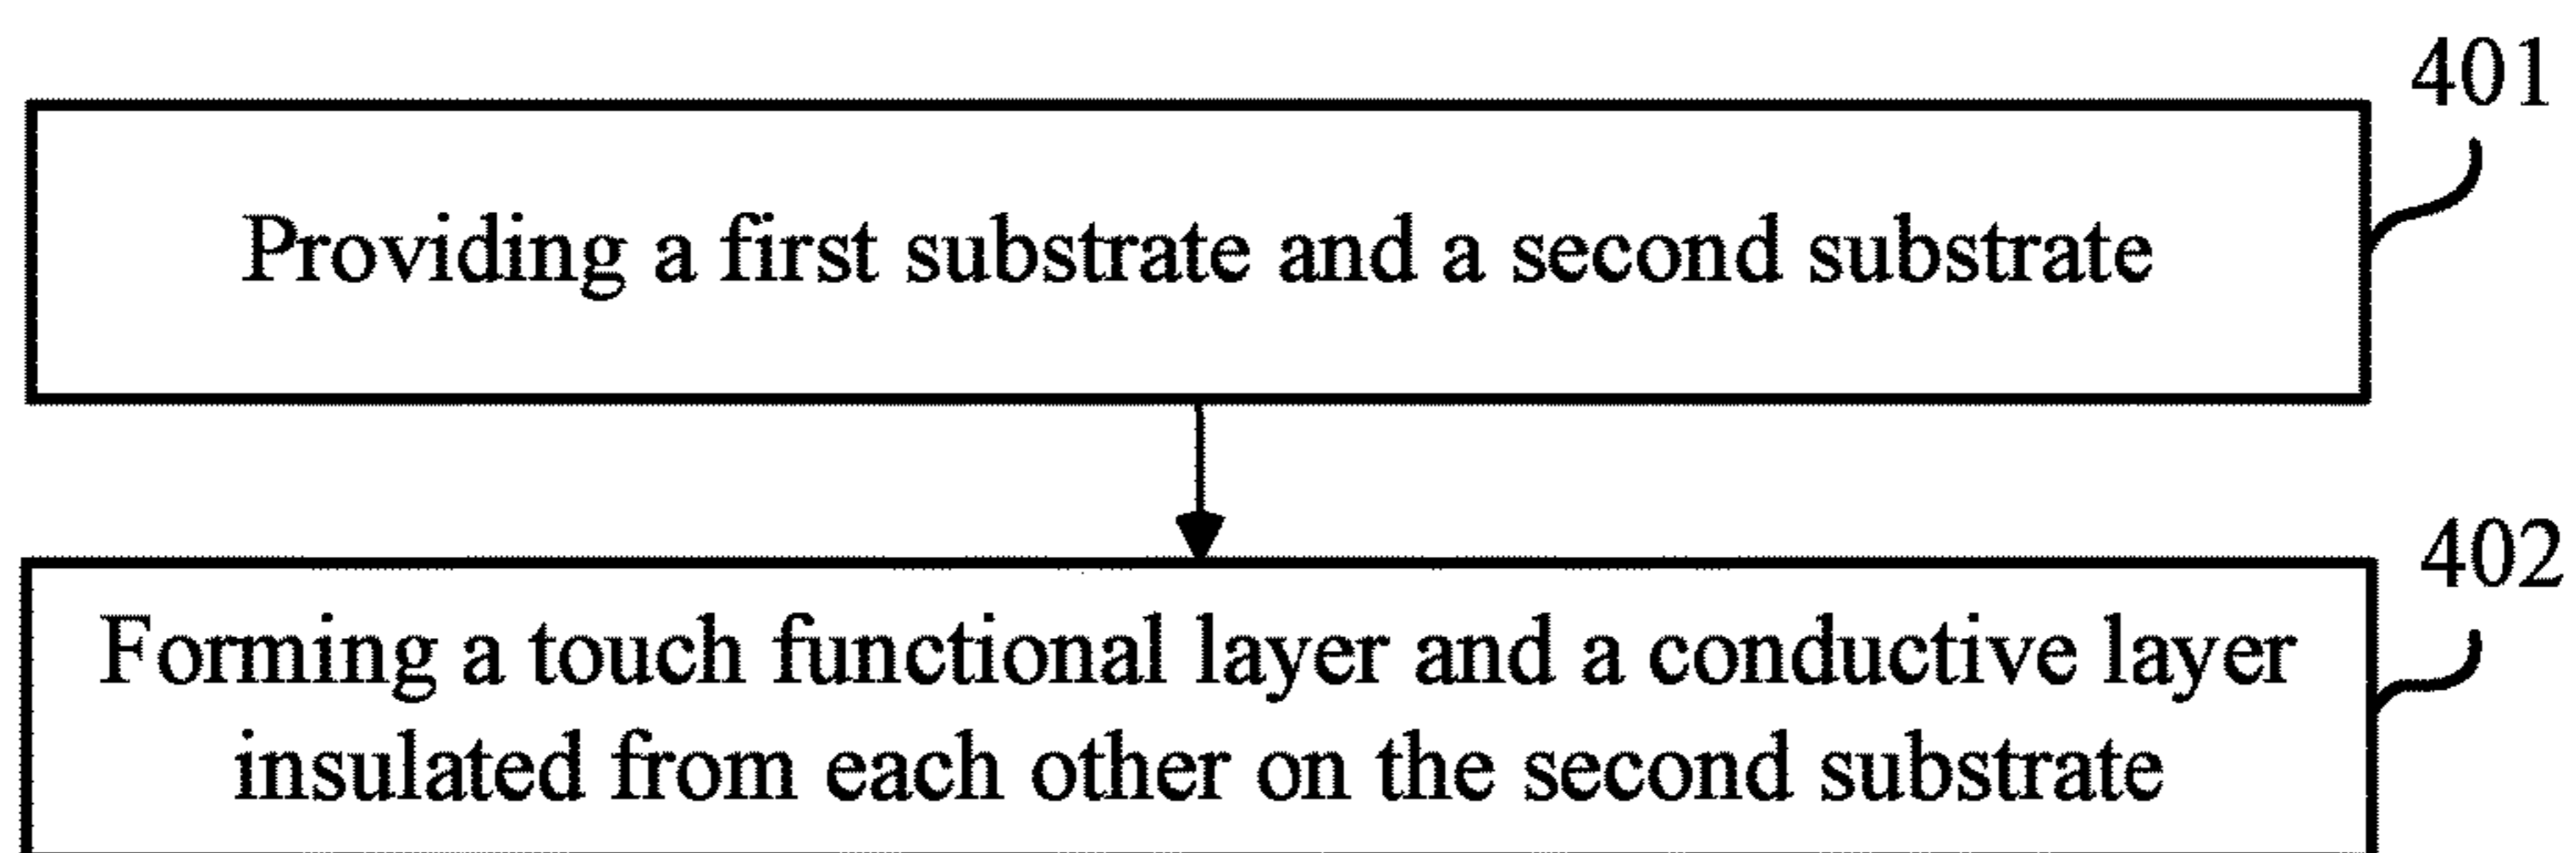 401
Providing a first substrate and a second substrate
402
Forming a touch functional layer and a conductive layer
insulated from each other on the second substrate